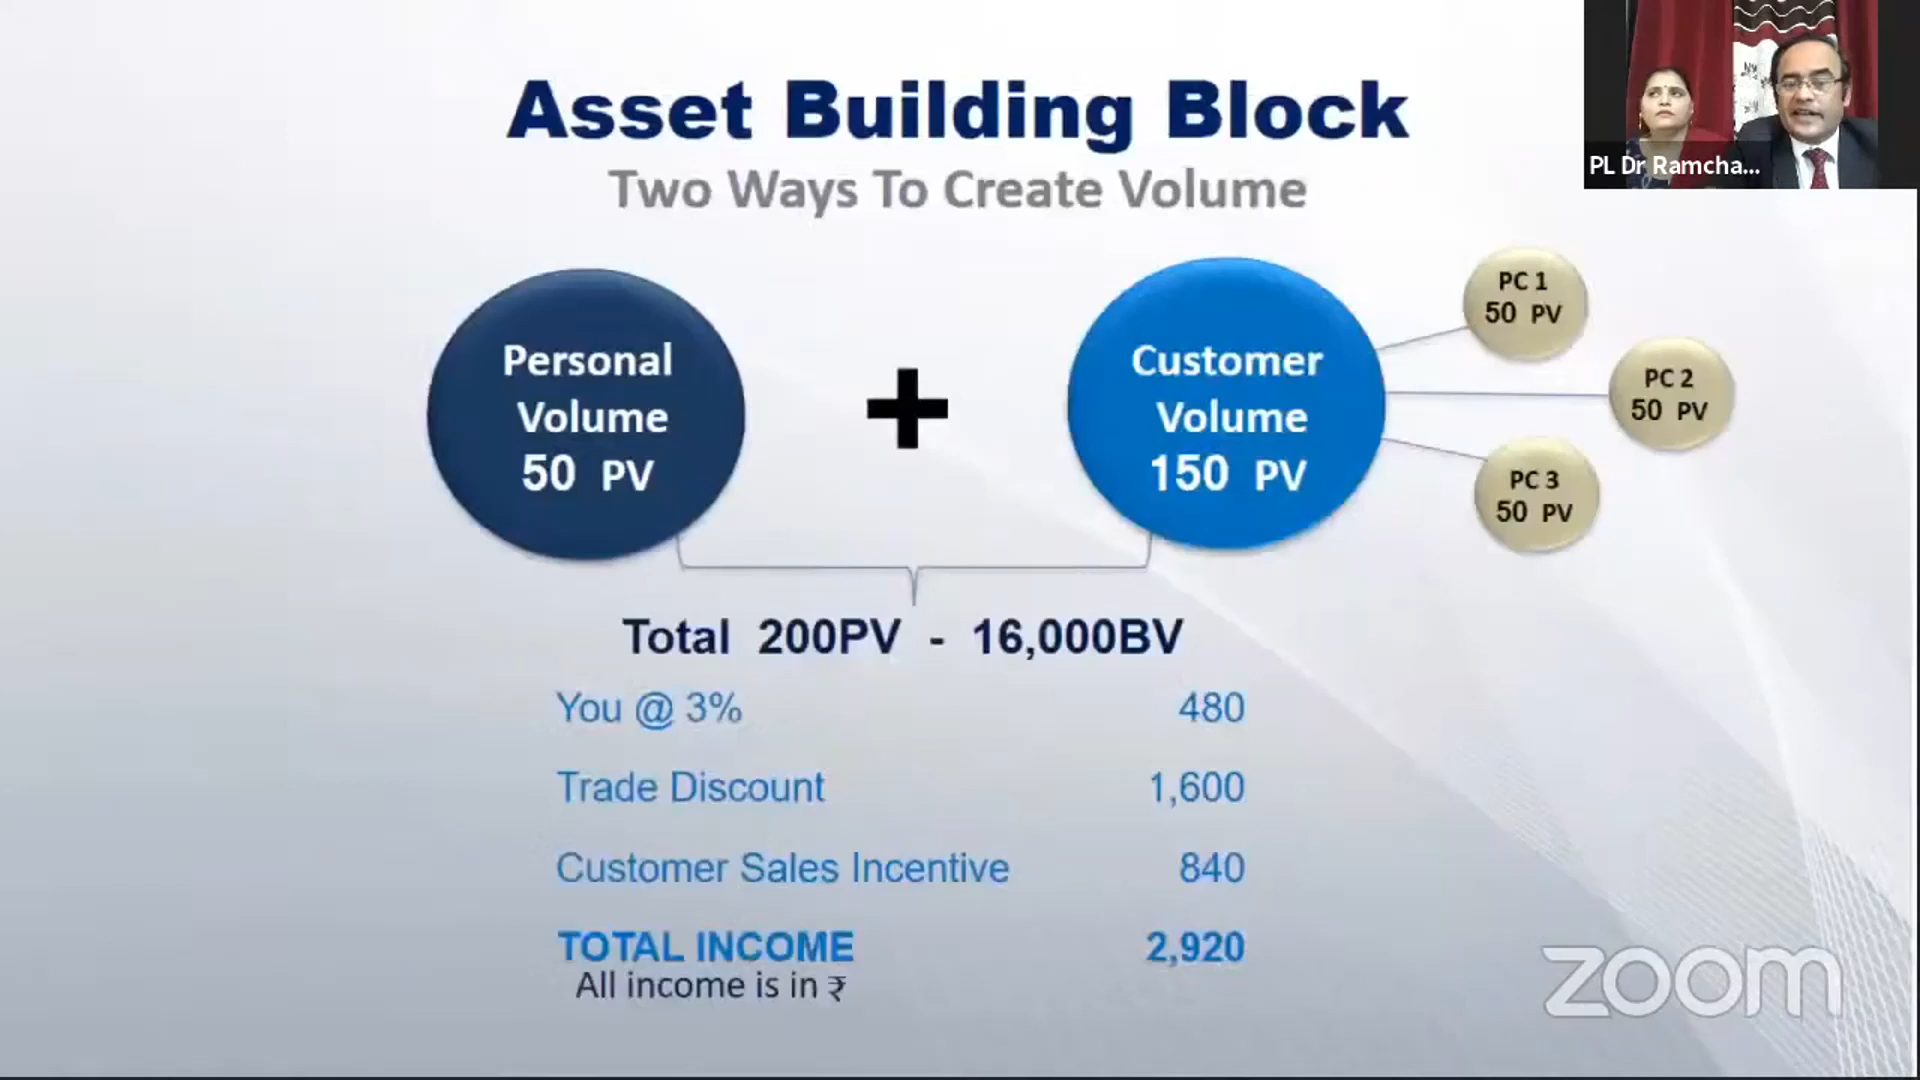 Asset Building Block
Two Ways To Create Volume
PL Dr Ramcha...
Personal
Volume
50 PV
Customer
Volume
150 PV
PC 1
50 PV
PC 2
50 PV
PC 3
50 PV
Total 200PV - 16,000BV
You @ 3% 480
Trade Discount 1,600
Customer Sales Incentive 840
TOTAL INCOME 2,920
All income is in ₹
zoom